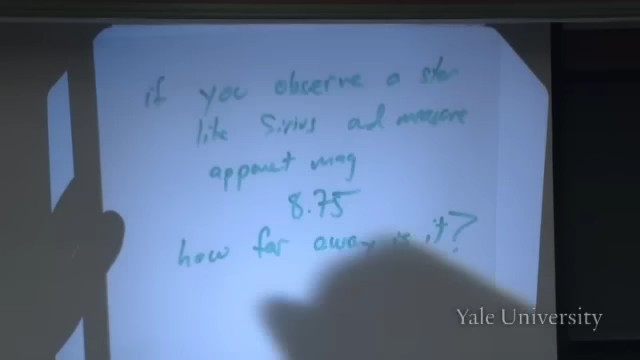 if you observe a star
like Sirius and measure
apparent mag
8.75
how far away is it?
Yale University